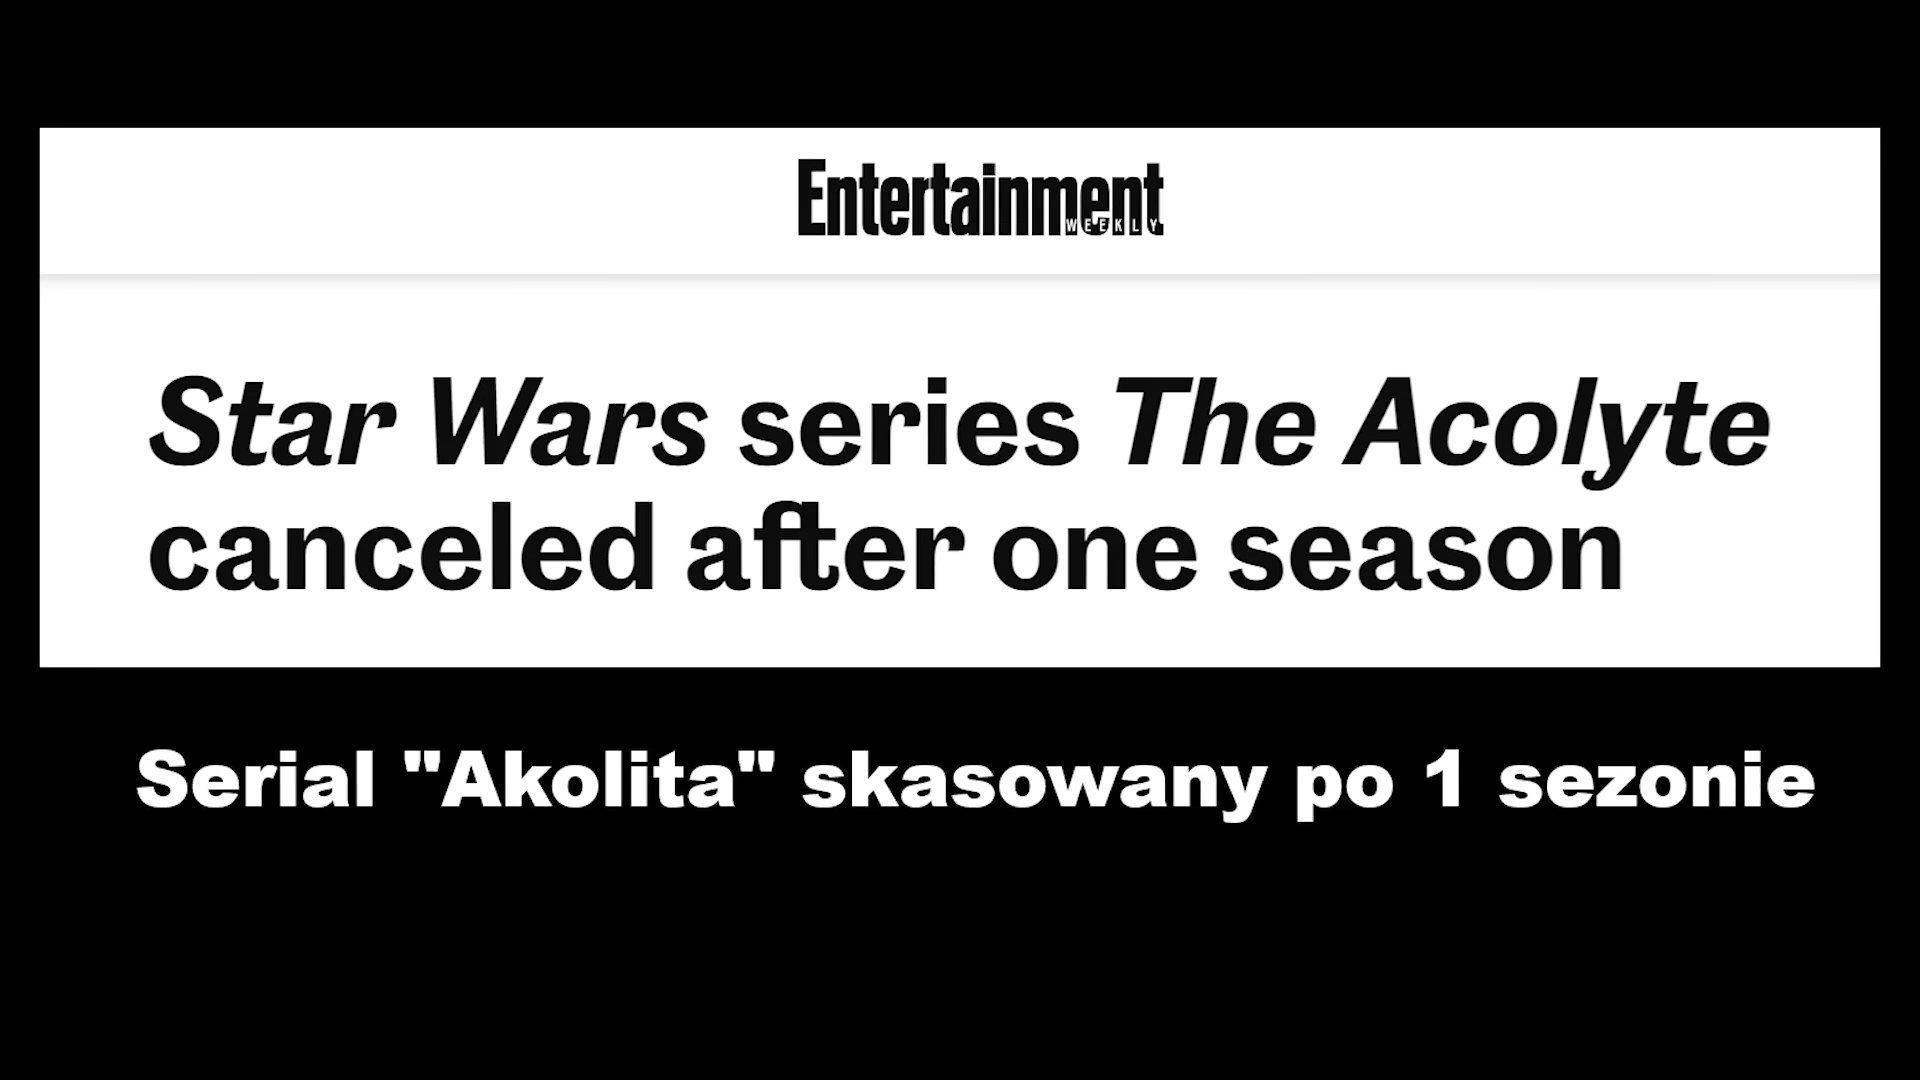 Entertainment
WEEKLY
Star Wars series The Acolyte
canceled after one season
Serial "Akolita" skasowany po 1 sezonie